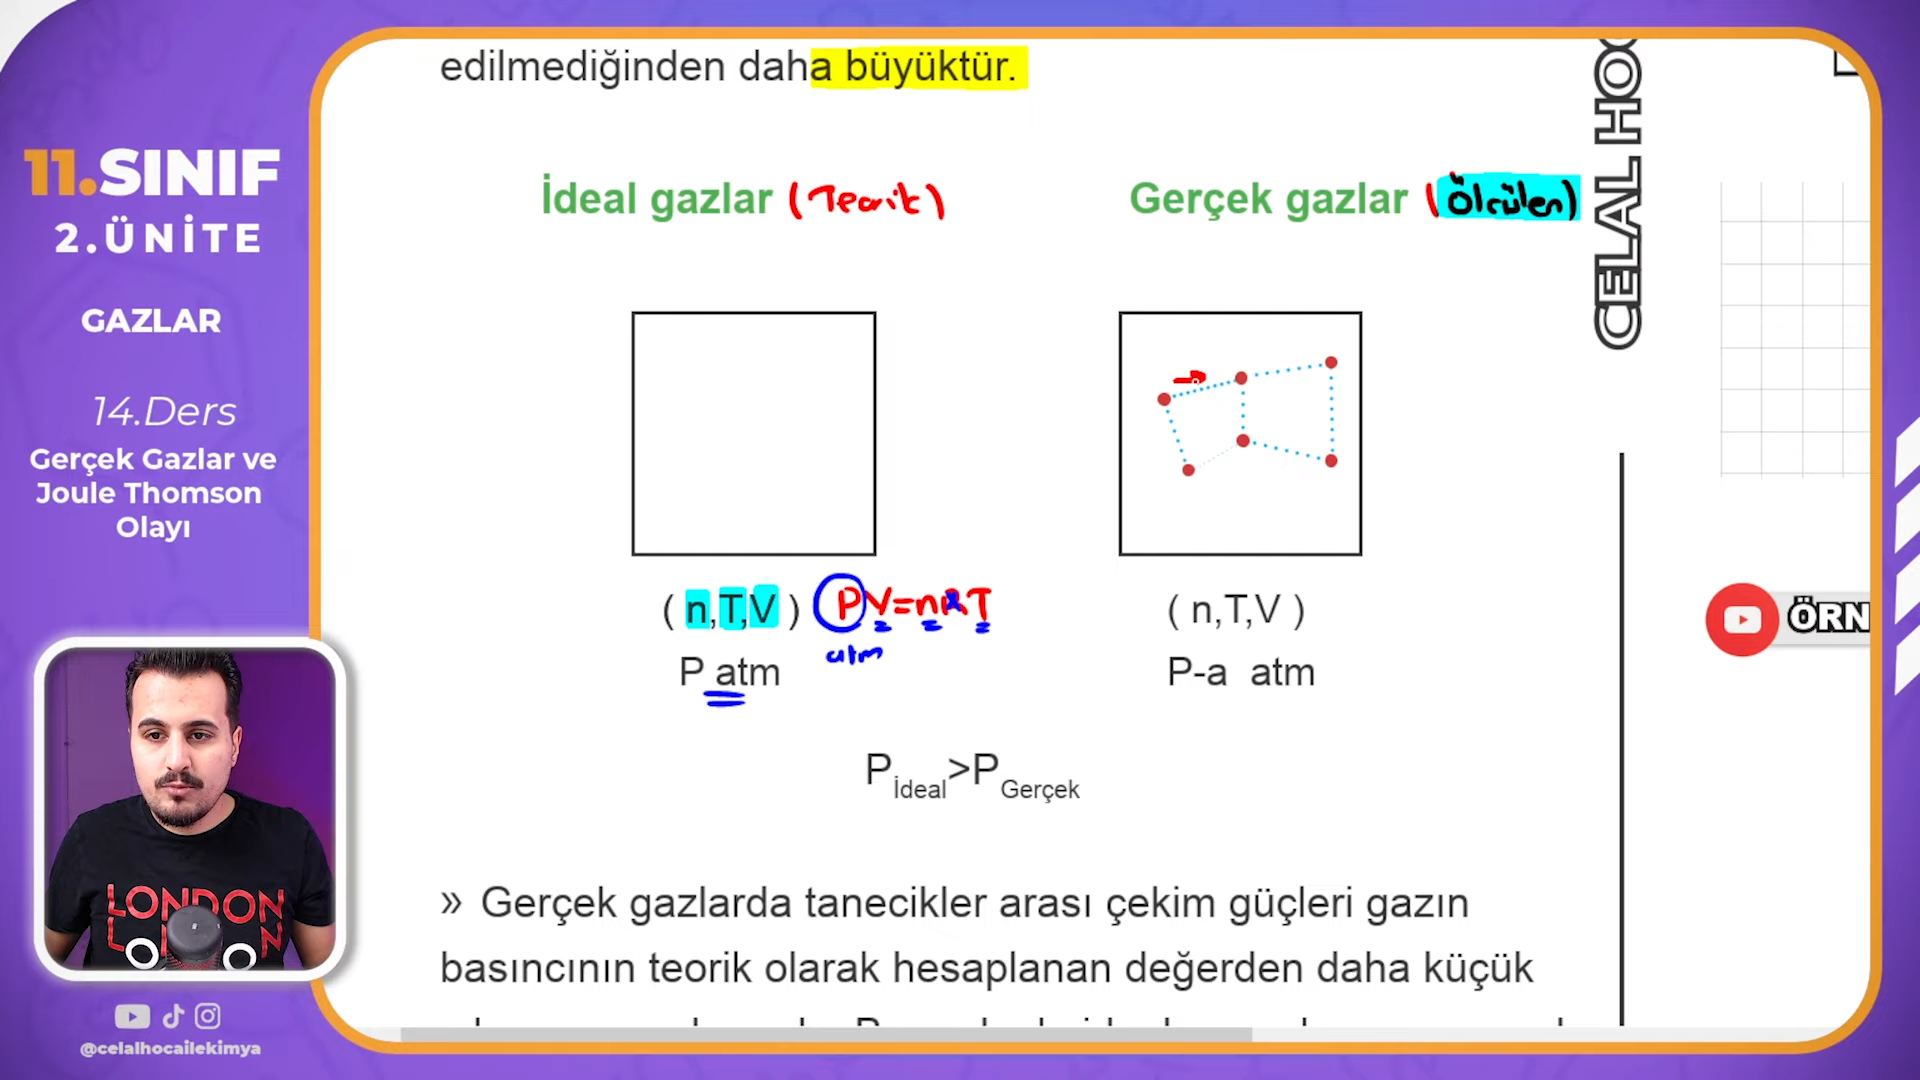 11.SINIF
2.ÜNİTE
GAZLAR
14.Ders
Gerçek Gazlar ve
Joule Thomson
Olayı
@celalhocailekimya
edilmediğinden daha büyüktür.
İdeal gazlar (Teorik)
Gerçek gazlar (Ölçülen)
( n,T,V ) PV=nRT
atm
P atm
( n,T,V )
P-a atm
Pİdeal>PGerçek
» Gerçek gazlarda tanecikler arası çekim güçleri gazın
basıncının teorik olarak hesaplanan değerden daha küçük
CELAL HO
ÖRN
LONDON